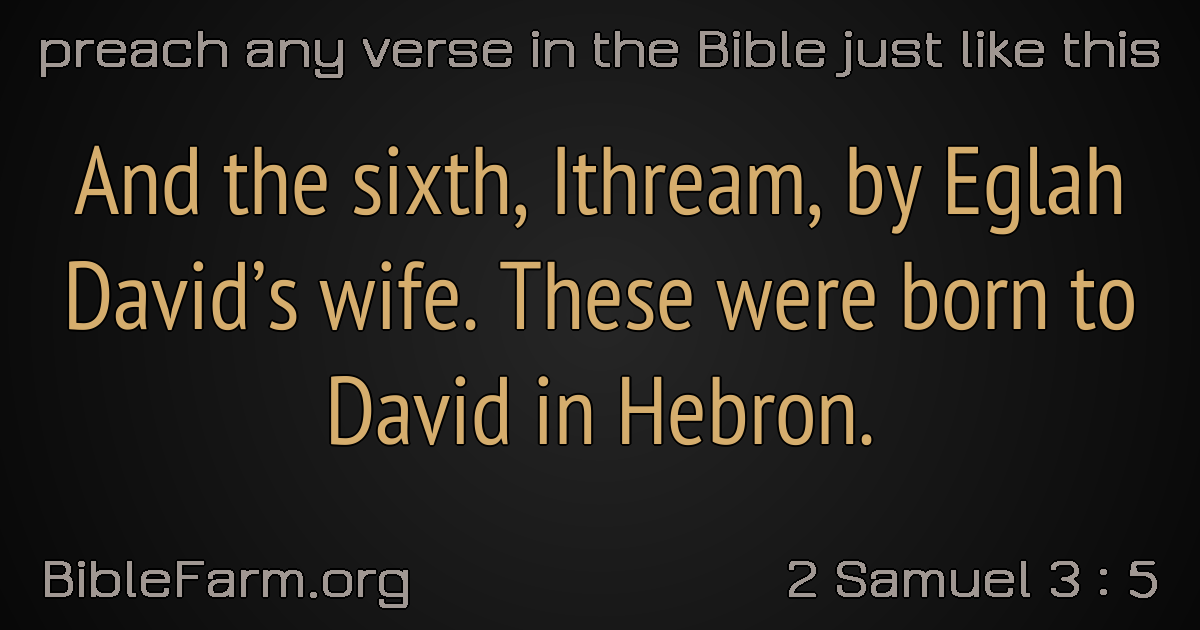 preach any verse in the Bible just like this
And the sixth, Ithream, by Eglah
David’s wife. These were born to
David in Hebron.
BibleFarm.org
2 Samuel 3 : 5